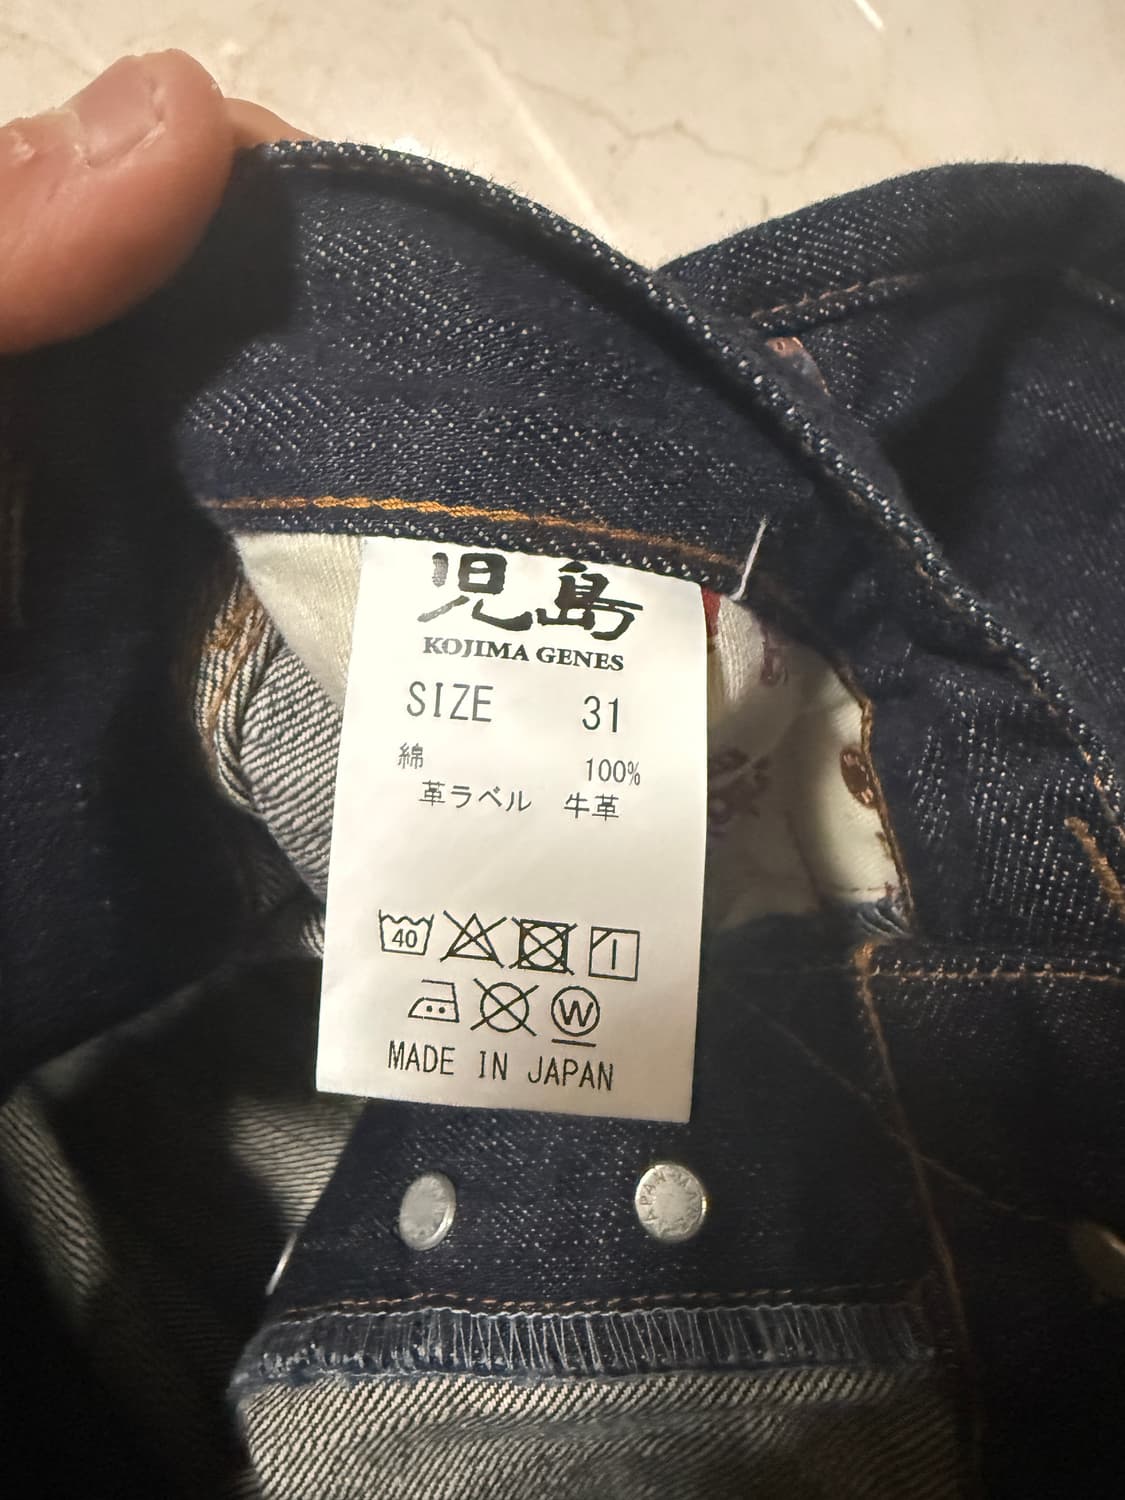 児島
KOJIMA GENES
SIZE 31
綿 100%
革ラベル 牛革
40
W
MADE IN JAPAN